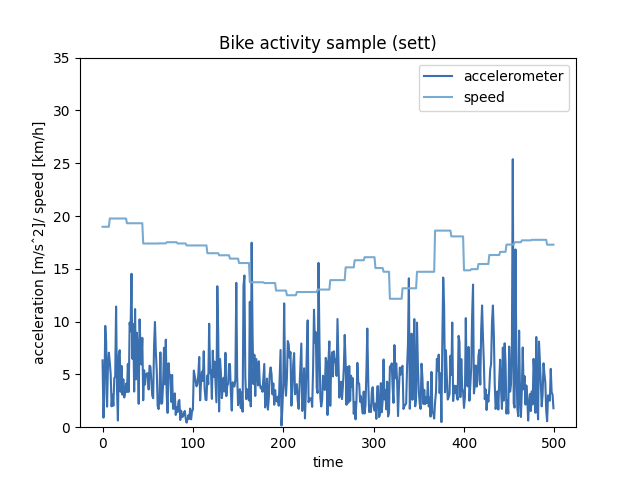 Bike activity sample (sett)
accelerometer
speed
acceleration [m/s^2]/ speed [km/h]
35
30
25
20
15
10
5
0
0 100 200 300 400 500
time